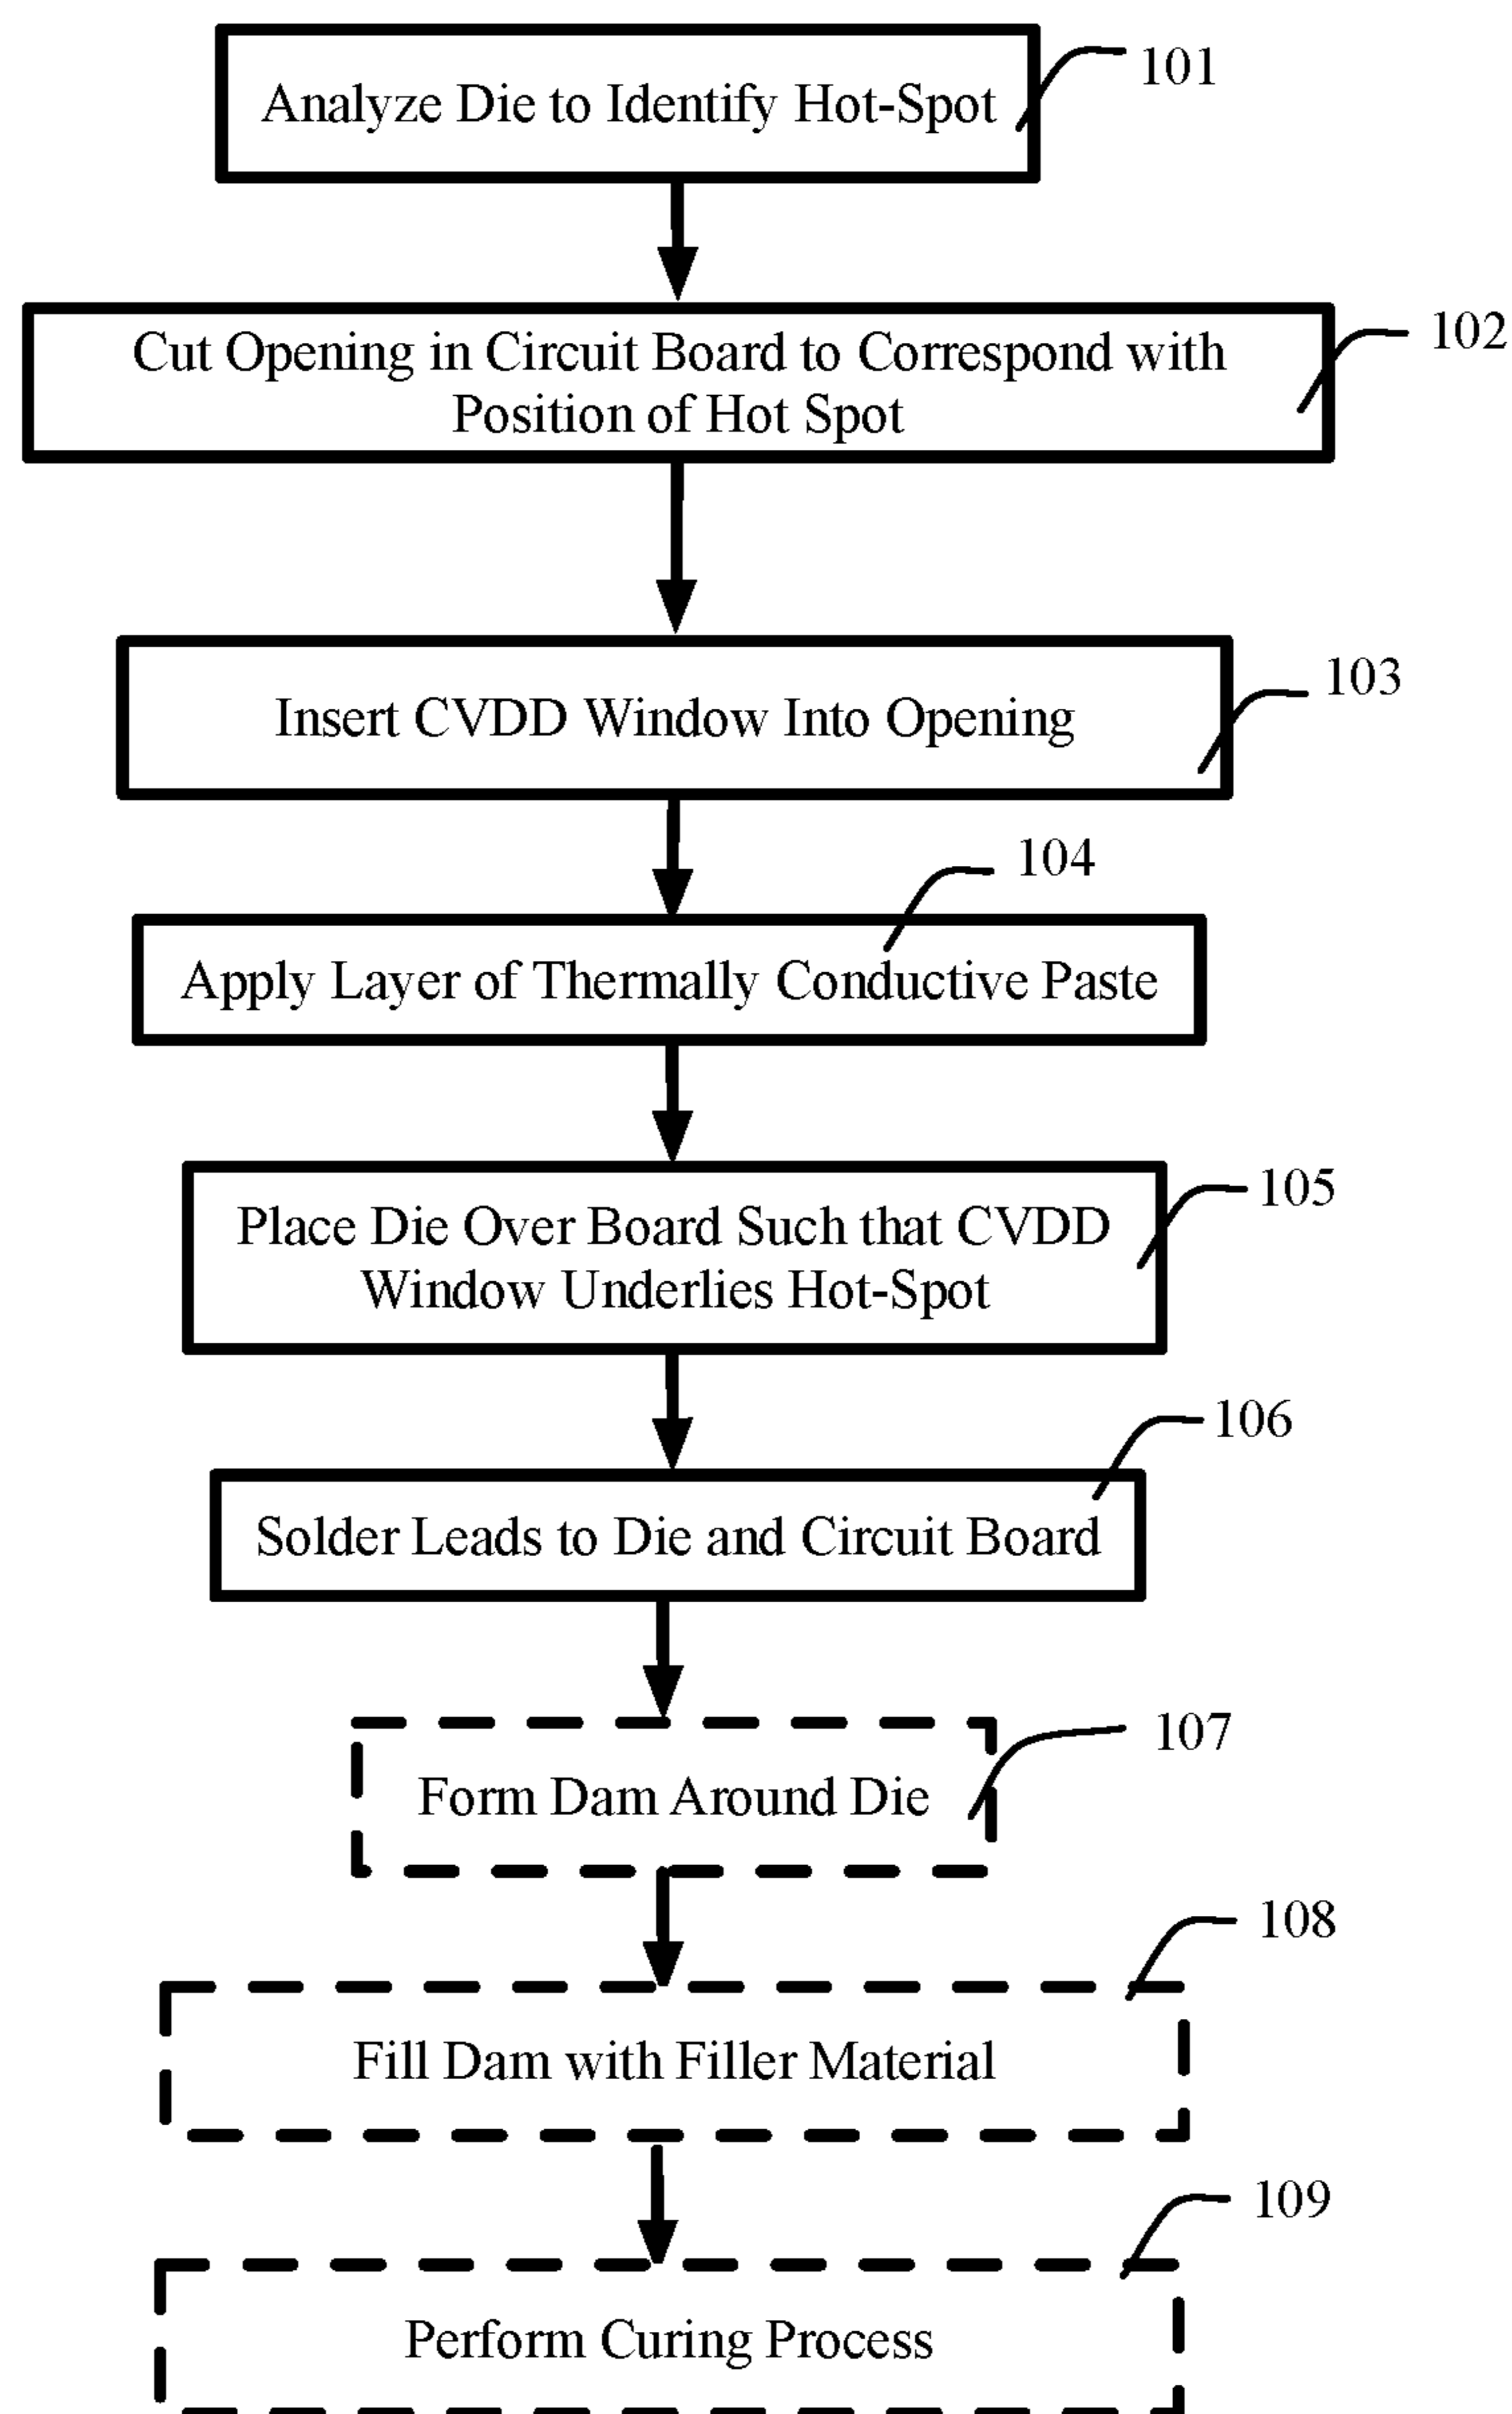 Analyze Die to Identify Hot-Spot
101
Cut Opening in Circuit Board to Correspond with
Position of Hot Spot
102
Insert CVDD Window Into Opening
103
104
Apply Layer of Thermally Conductive Paste
Place Die Over Board Such that CVDD
Window Underlies Hot-Spot
105
106
Solder Leads to Die and Circuit Board
107
Form Dam Around Die
108
Fill Dam with Filler Material
109
Perform Curing Process